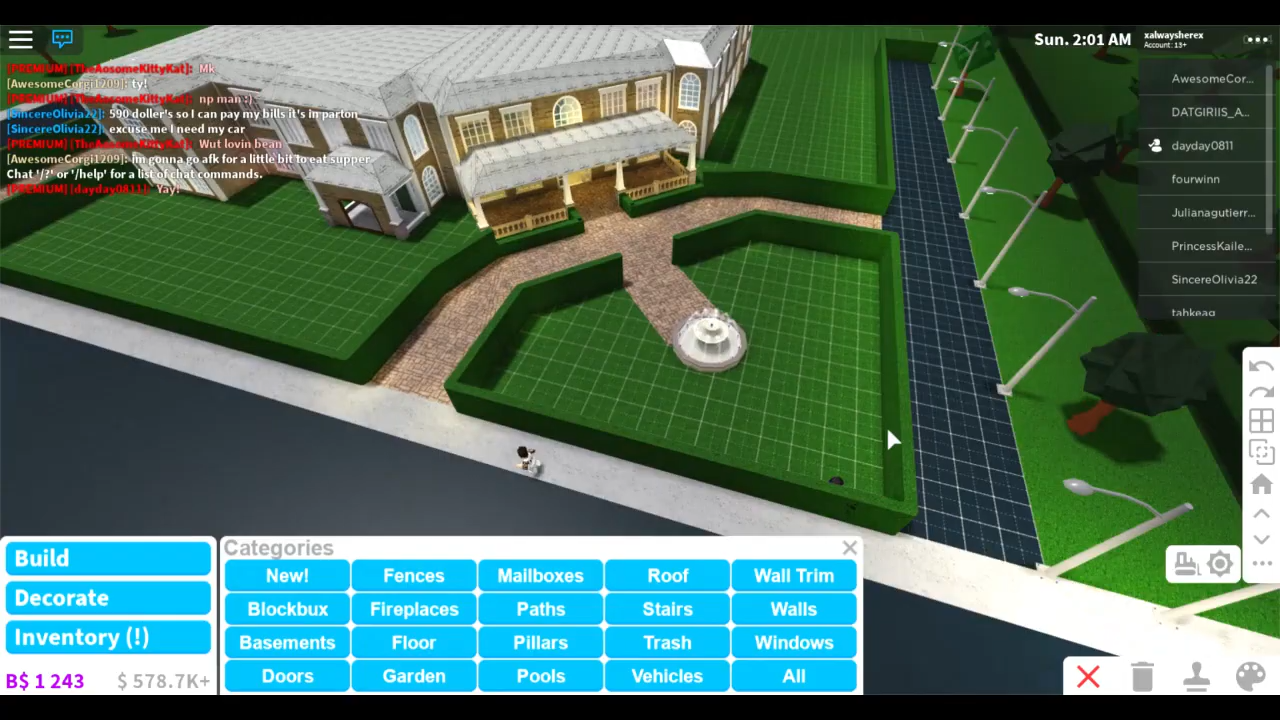 Sun. 2:01 AM
xalwaysherex
Account: 13+
[PREMIUM] [TheAosomeKittyKat]: Mk
[AwesomeCorgi1209]: ty!
[PREMIUM] [TheAosomeKittyKat]: np man :)
[SincereOlivia22]: 590 doller's so I can pay my bills it's in parton
[SincereOlivia22]: excuse me I need my car
[PREMIUM] [TheAosomeKittyKat]: Wut lovin bean
[AwesomeCorgi1209]: im gonna go afk for a little bit to eat supper
Chat '/?' or '/help' for a list of chat commands.
[PREMIUM] [dayday0811]: Yay!
AwesomeCor...
DATGIRIIS_A...
dayday0811
fourwinn
Julianagutierr...
PrincessKaile...
SincereOlivia22
tahkeag
Build
Decorate
Inventory (!)
B$ 1 243
$ 578.7K+
Categories
New! Fences Mailboxes Roof Wall Trim
Blockbux Fireplaces Paths Stairs Walls
Basements Floor Pillars Trash Windows
Doors Garden Pools Vehicles All